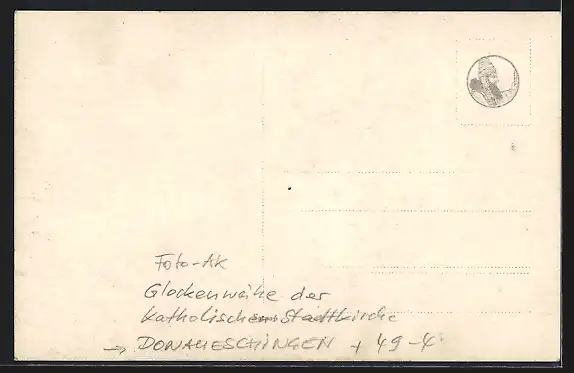 Foto-AK
Glockenweihe der
Katholischen Stadtkirche
→ DONAUESCHINGEN + 49-4